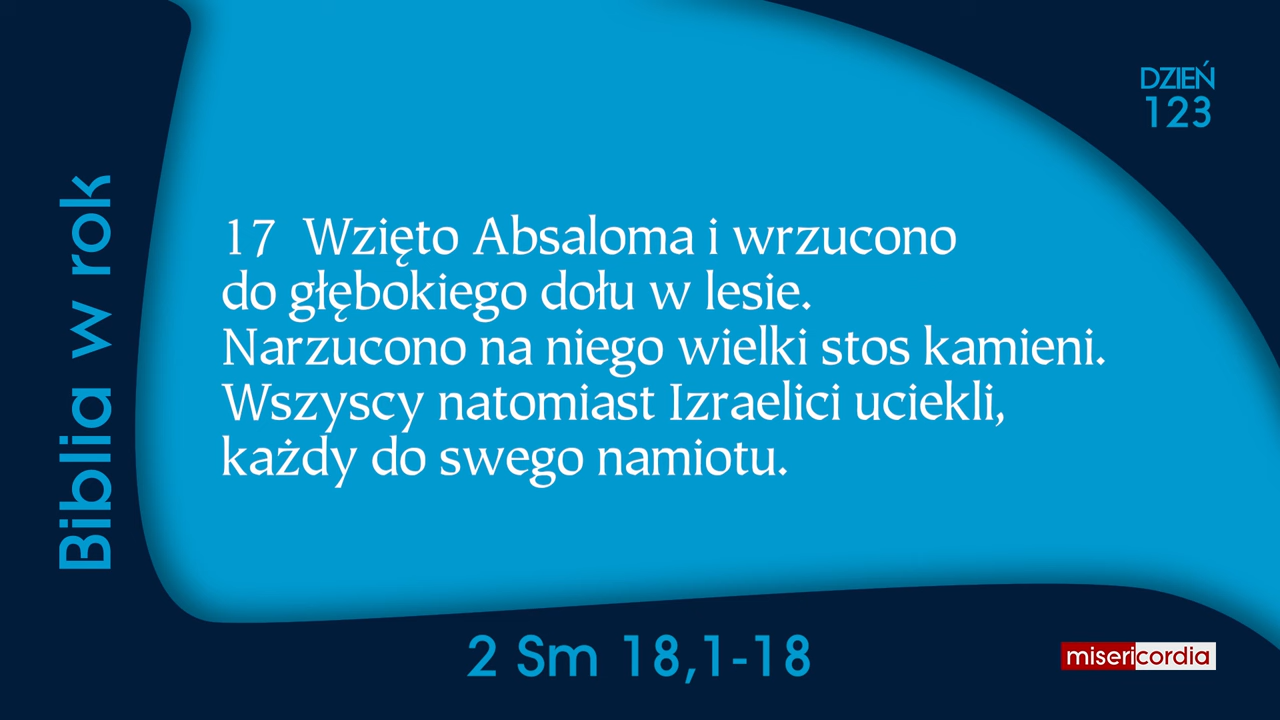 DZIEŃ
123
Biblia w rok
17 Wzięto Absaloma i wrzucono
do głębokiego dołu w lesie.
Narzucono na niego wielki stos kamieni.
Wszyscy natomiast Izraelici uciekli,
każdy do swego namiotu.
2 Sm 18,1-18
misericordia